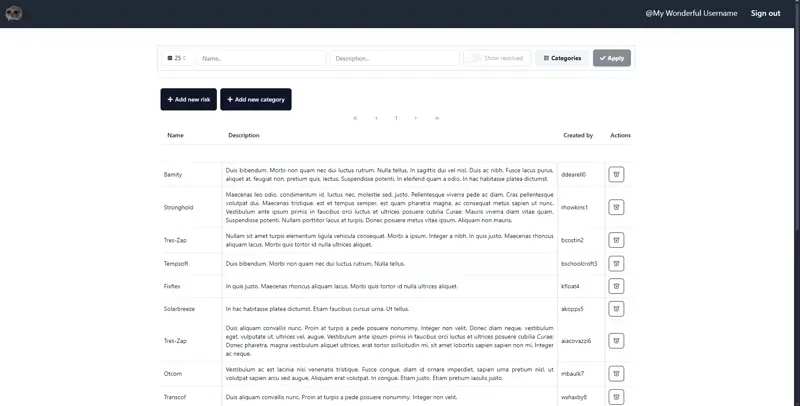 @My Wonderful Username Sign out
25 Name... Description... Show resolved Categories Apply
Add new risk Add new category
« ‹ 1 › »
Name Description Created by Actions
Bamity Duis bibendum. Morbi non quam nec dui luctus rutrum. Nulla tellus. In sagittis dui vel nisl. Duis ac nibh. Fusce lacus purus, ddearell0
aliquet at, feugiat non, pretium quis, lectus. Suspendisse potenti. In eleifend quam a odio. In hac habitasse platea dictumst.
Stronghold Maecenas leo odio, condimentum id, luctus nec, molestie sed, justo. Pellentesque viverra pede ac diam. Cras pellentesque rhowkins1
volutpat dui. Maecenas tristique, est et tempus semper, est quam pharetra magna, ac consequat metus sapien ut nunc.
Vestibulum ante ipsum primis in faucibus orci luctus et ultrices posuere cubilia Curae; Mauris viverra diam vitae quam.
Suspendisse potenti. Nullam porttitor lacus at turpis. Donec posuere metus vitae ipsum. Aliquam non mauris.
Tres-Zap Nullam sit amet turpis elementum ligula vehicula consequat. Morbi a ipsum. Integer a nibh. In quis justo. Maecenas rhoncus bcostin2
aliquam lacus. Morbi quis tortor id nulla ultrices aliquet.
Tempsoft Duis bibendum. Morbi non quam nec dui luctus rutrum. Nulla tellus. bschoolcroft3
Fixflex In quis justo. Maecenas rhoncus aliquam lacus. Morbi quis tortor id nulla ultrices aliquet. kfloat4
Solarbreeze In hac habitasse platea dictumst. Etiam faucibus cursus urna. Ut tellus. akopps5
Tres-Zap Duis aliquam convallis nunc. Proin at turpis a pede posuere nonummy. Integer non velit. Donec diam neque, vestibulum aiacovazzi6
eget, vulputate ut, ultrices vel, augue. Vestibulum ante ipsum primis in faucibus orci luctus et ultrices posuere cubilia Curae;
Donec pharetra, magna vestibulum aliquet ultrices, erat tortor sollicitudin mi, sit amet lobortis sapien sapien non mi. Integer
ac neque.
Otcom Vestibulum ac est lacinia nisi venenatis tristique. Fusce congue, diam id ornare imperdiet, sapien urna pretium nisl, ut mbaulk7
volutpat sapien arcu sed augue. Aliquam erat volutpat. In congue. Etiam justo. Etiam pretium iaculis justo.
Transcof Duis aliquam convallis nunc. Proin at turpis a pede posuere nonummy. Integer non velit. wshaxby8